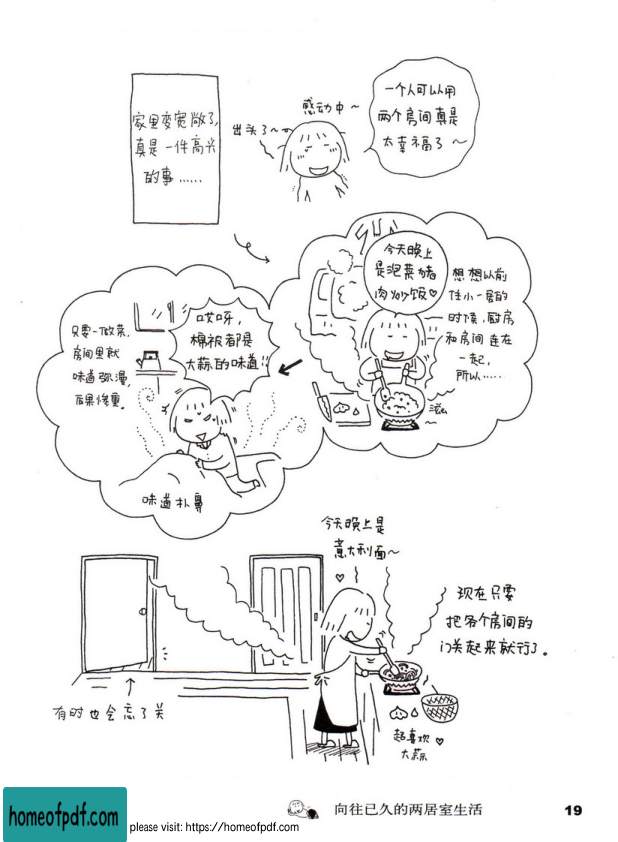 家里变宽敞了,
真是一件高兴
的事……
感动中~
出头了~
一个人可以用
两个房间真是
太幸福了~
今天晚上
是泡菜猪
肉炒饭♡
想想以前
住小一居的
时候,厨房
和房间连在
一起,
所以……
滋
哎呀,
棉被都是
大蒜的味道!!
只要一做菜,
房间里就
味道弥漫,
后果惨重。
味道扑鼻
今天晚上是
意大利面~
♡
现在只要
把各个房间的
门关起来就行了。
有时也会忘了关
超喜欢♡
大蒜
向往已久的两居室生活
19
homeofpdf.com
please visit: https://homeofpdf.com